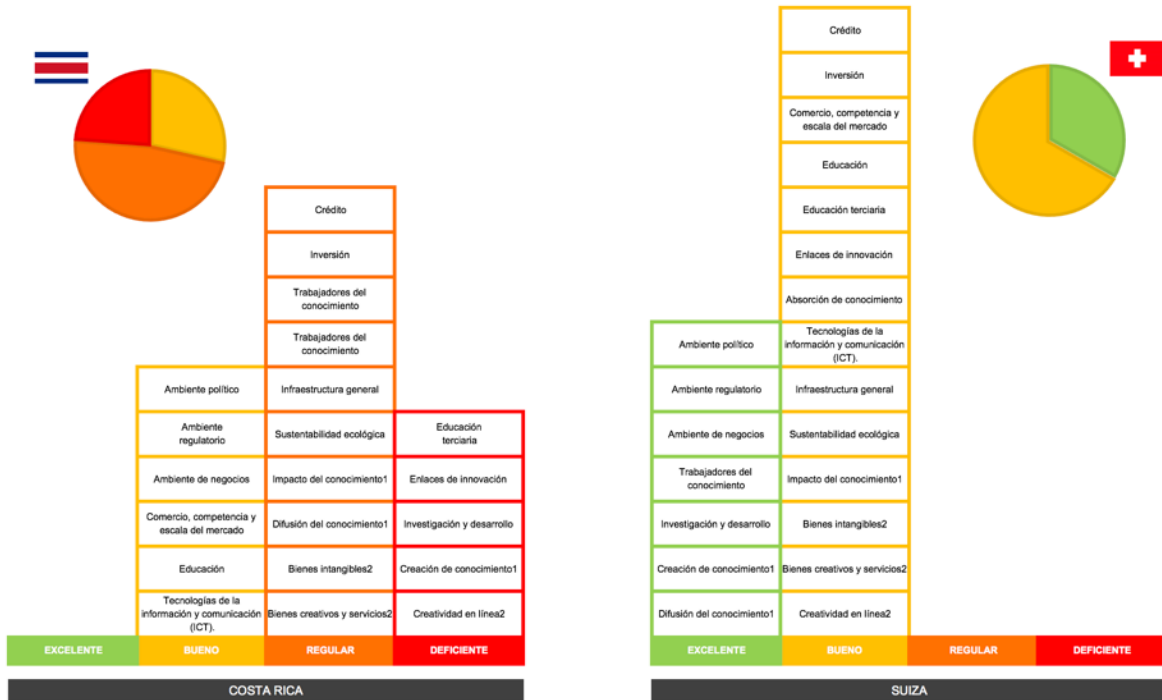 Crédito
Inversión
Trabajadores del
conocimiento
Trabajadores del
conocimiento
Ambiente político
Infraestructura general
Ambiente
regulatorio
Sustentabilidad ecológica
Educación
terciaria
Ambiente de negocios
Impacto del conocimiento1
Enlaces de innovación
Comercio, competencia y
escala del mercado
Difusión del conocimiento1
Investigación y desarrollo
Educación
Bienes intangibles2
Creación de conocimiento1
Tecnologías de la
información y comunicación
(ICT).
Bienes creativos y servicios2
Creatividad en línea2
EXCELENTE
BUENO
REGULAR
DEFICIENTE
COSTA RICA
Crédito
Inversión
Comercio, competencia y
escala del mercado
Educación
Educación terciaria
Enlaces de innovación
Absorción de conocimiento
Ambiente político
Tecnologías de la
información y comunicación
(ICT).
Ambiente regulatorio
Infraestructura general
Ambiente de negocios
Sustentabilidad ecológica
Trabajadores del
conocimiento
Impacto del conocimiento1
Investigación y desarrollo
Bienes intangibles2
Creación de conocimiento1
Bienes creativos y servicios2
Difusión del conocimiento1
Creatividad en línea2
EXCELENTE
BUENO
REGULAR
DEFICIENTE
SUIZA